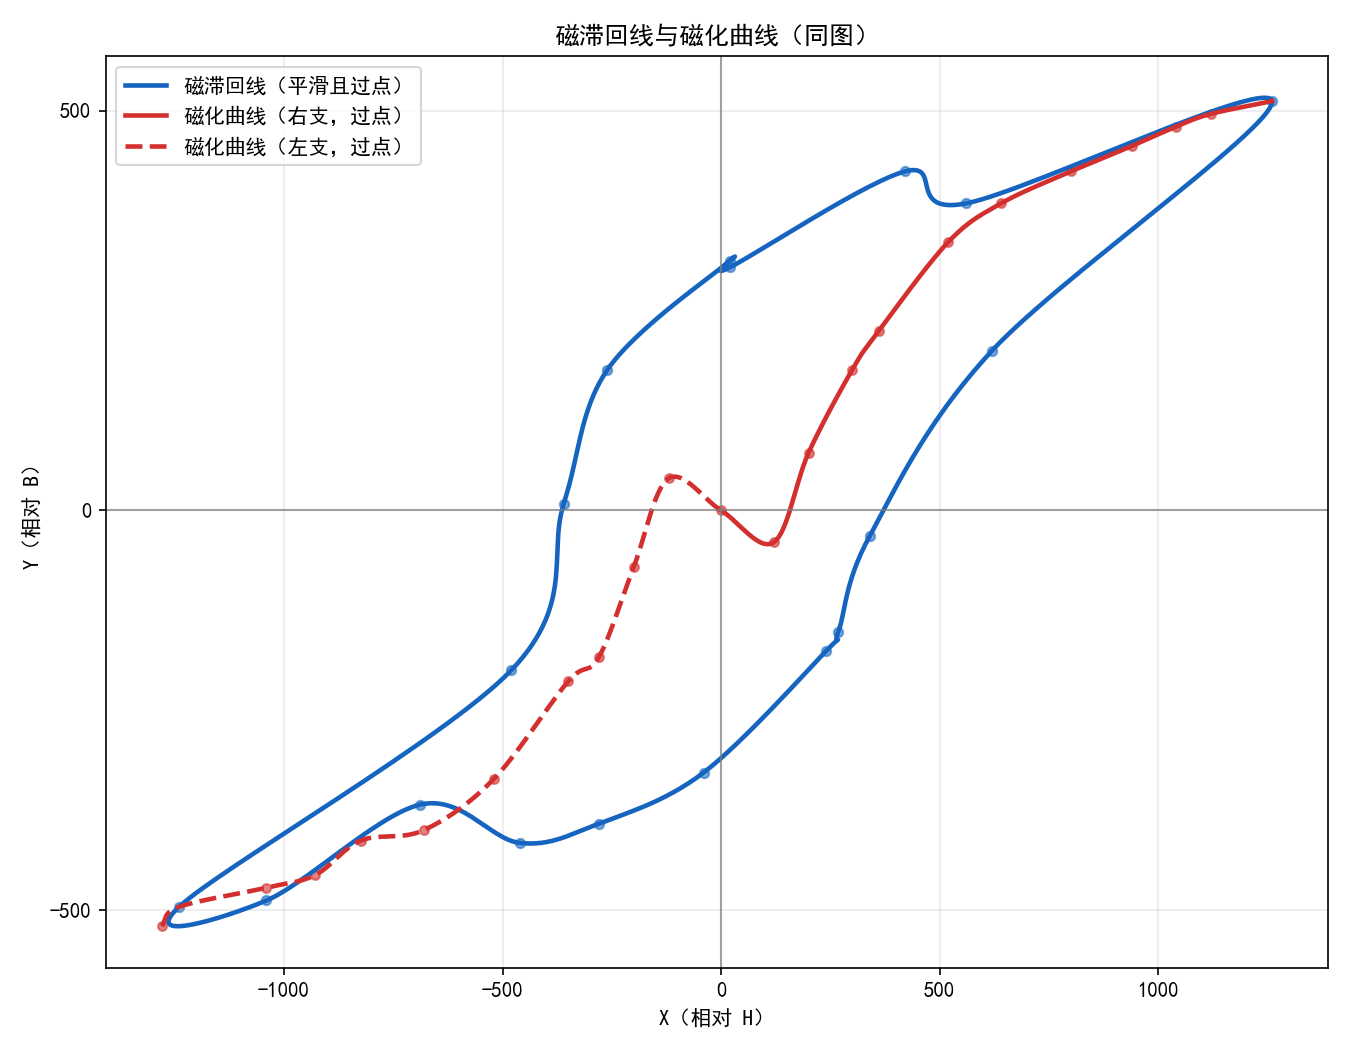 磁滞回线与磁化曲线（同图）
磁滞回线（平滑且过点）
磁化曲线（右支，过点）
磁化曲线（左支，过点）
500
0
−500
Y（相对 B）
−1000
−500
0
500
1000
X（相对 H）